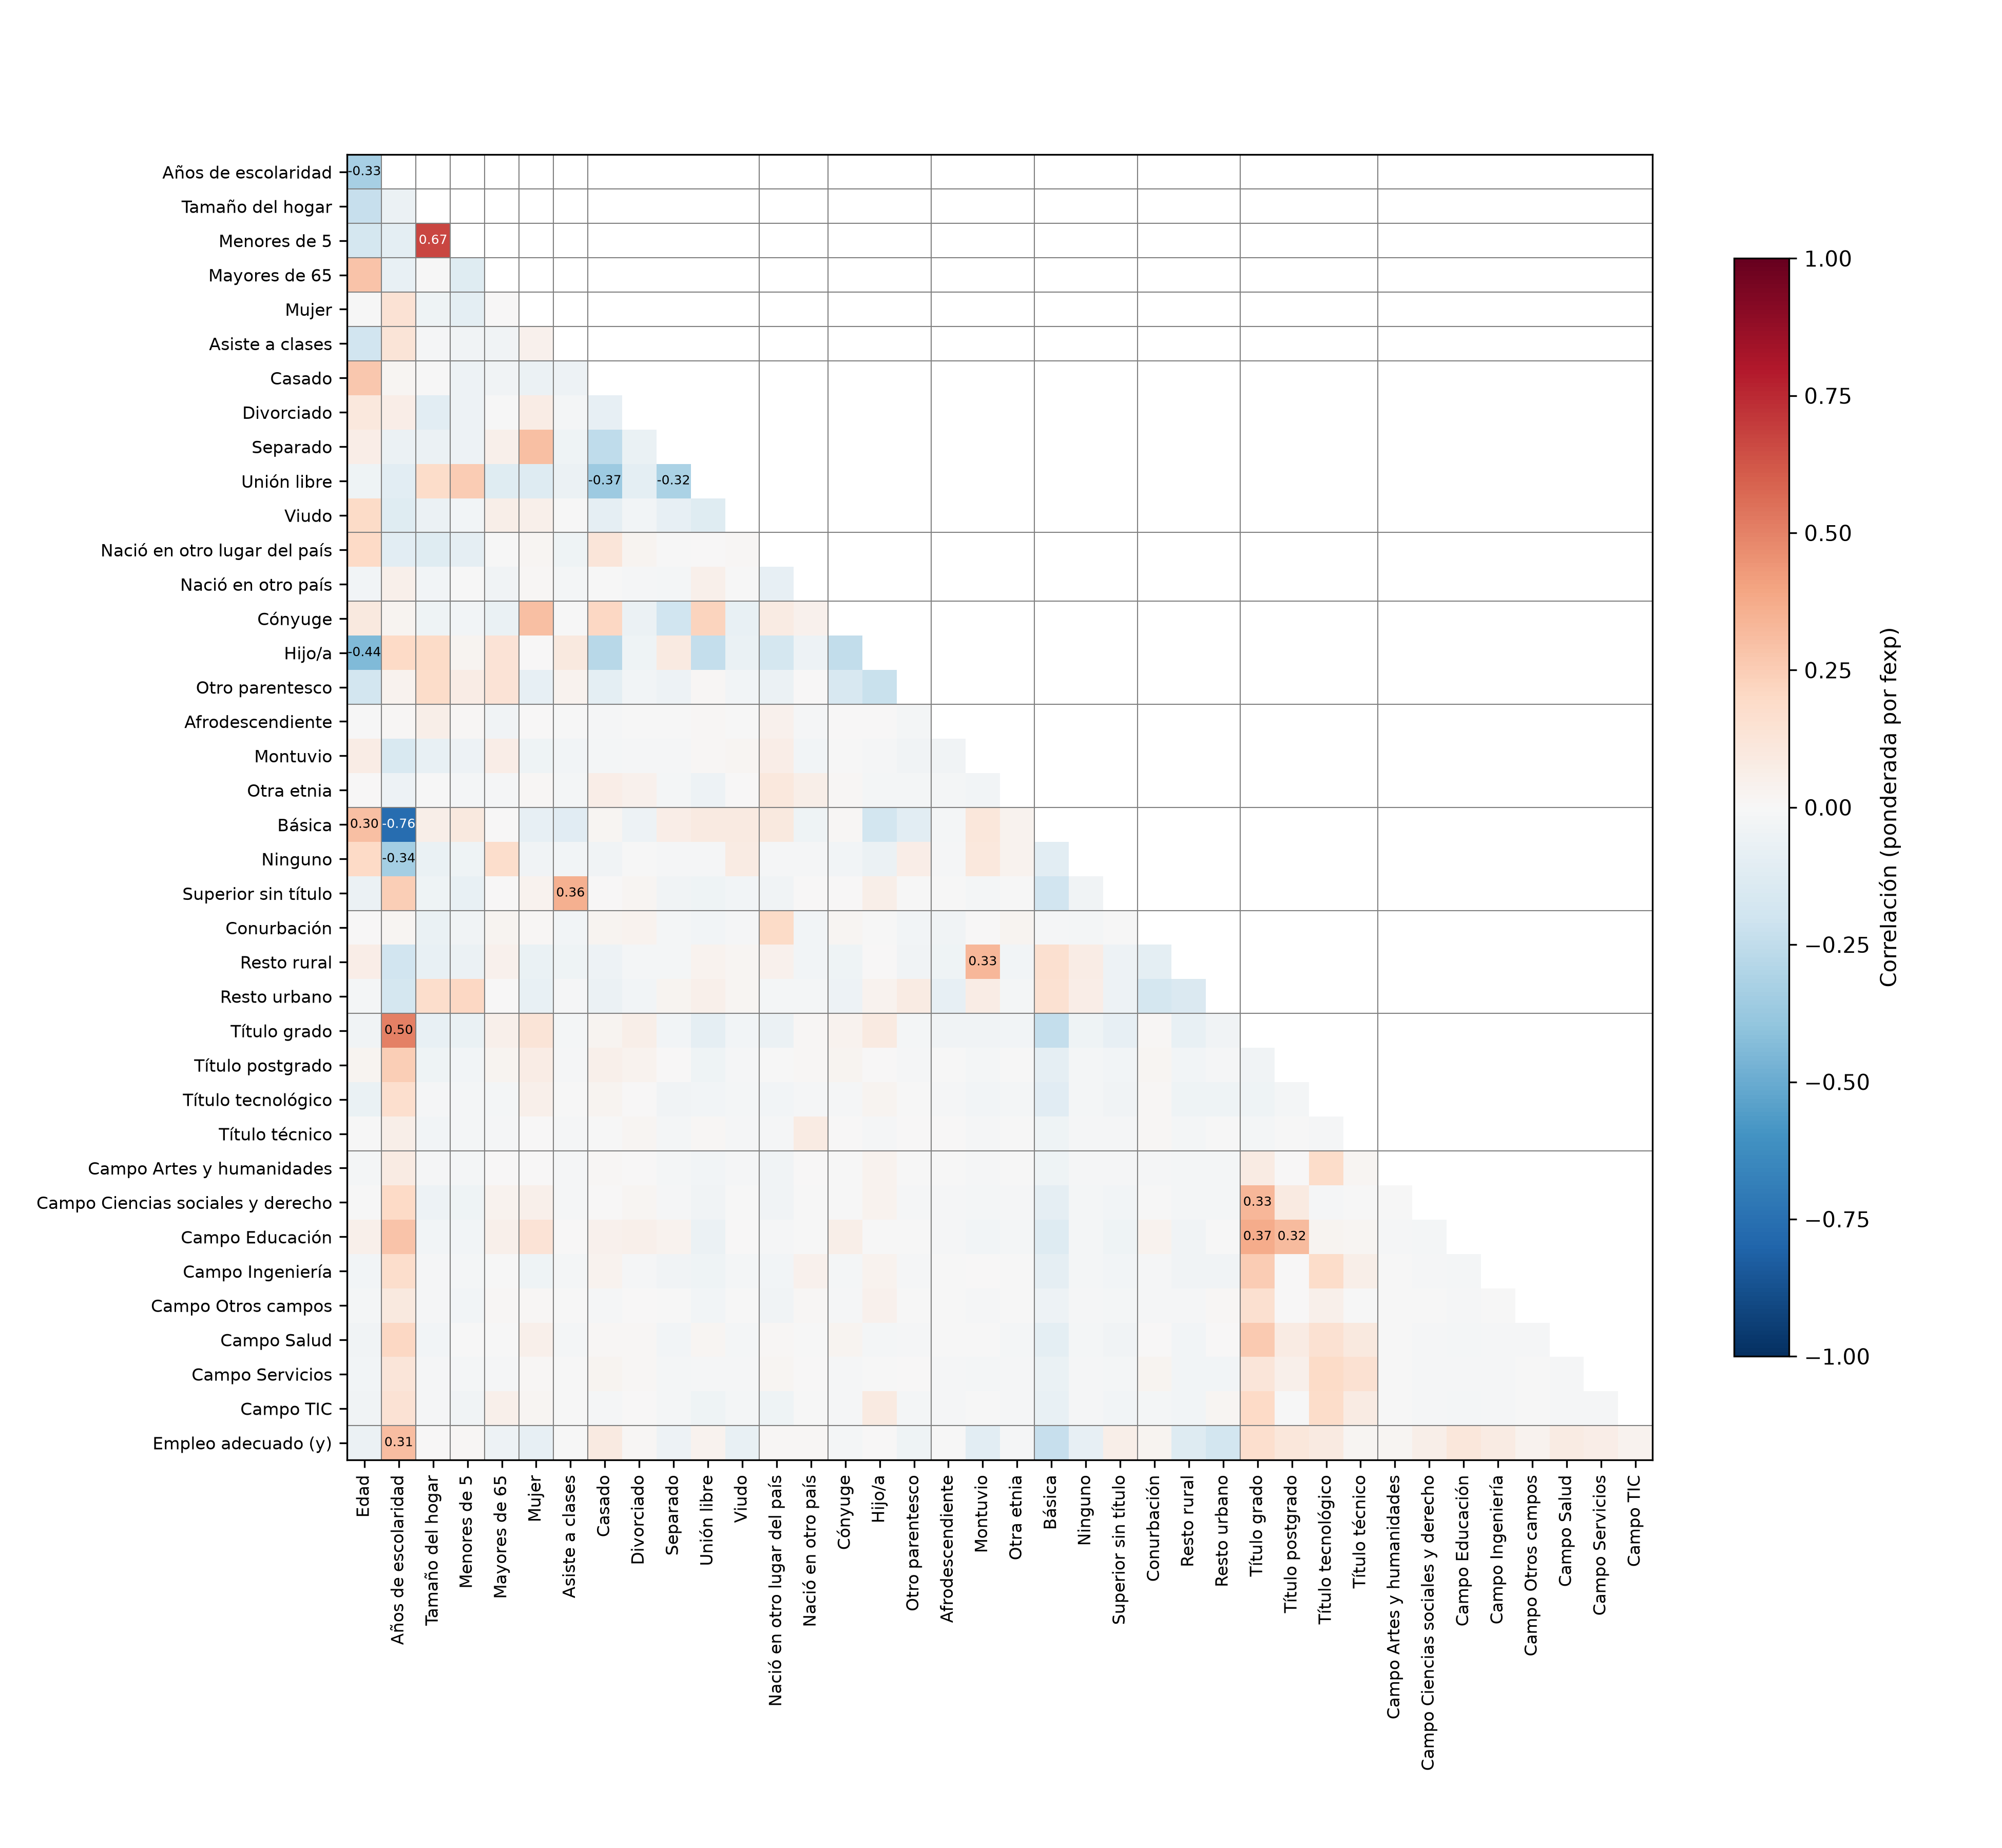 Años de escolaridad -0.33
Tamaño del hogar
Menores de 5 0.67
Mayores de 65
Mujer
Asiste a clases
Casado
Divorciado
Separado
Unión libre -0.37 -0.32
Viudo
Nació en otro lugar del país
Nació en otro país
Cónyuge
Hijo/a -0.44
Otro parentesco
Afrodescendiente
Montuvio
Otra etnia
Básica 0.30 -0.76
Ninguno -0.34
Superior sin título 0.36
Conurbación
Resto rural 0.33
Resto urbano
Título grado 0.50
Título postgrado
Título tecnológico
Título técnico
Campo Artes y humanidades
Campo Ciencias sociales y derecho 0.33
Campo Educación 0.37 0.32
Campo Ingeniería
Campo Otros campos
Campo Salud
Campo Servicios
Campo TIC
Empleo adecuado (y) 0.31
Edad
Años de escolaridad
Tamaño del hogar
Menores de 5
Mayores de 65
Mujer
Asiste a clases
Casado
Divorciado
Separado
Unión libre
Viudo
Nació en otro lugar del país
Nació en otro país
Cónyuge
Hijo/a
Otro parentesco
Afrodescendiente
Montuvio
Otra etnia
Básica
Ninguno
Superior sin título
Conurbación
Resto rural
Resto urbano
Título grado
Título postgrado
Título tecnológico
Título técnico
Campo Artes y humanidades
Campo Ciencias sociales y derecho
Campo Educación
Campo Ingeniería
Campo Otros campos
Campo Salud
Campo Servicios
Campo TIC
1.00
0.75
0.50
0.25
0.00
−0.25
−0.50
−0.75
−1.00
Correlación (ponderada por fexp)